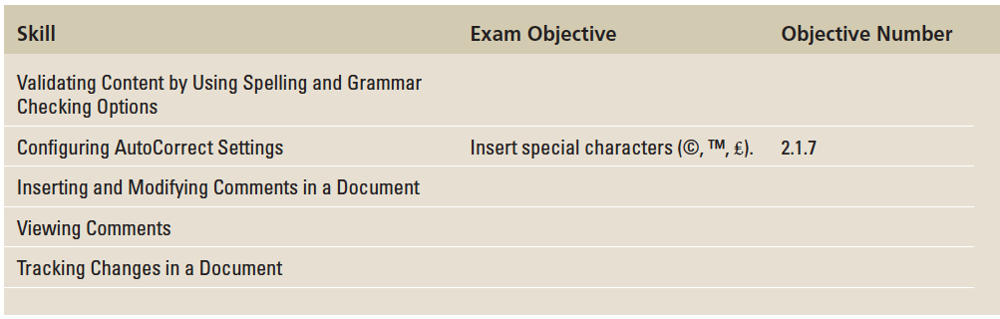 Skill Exam Objective Objective Number
Validating Content by Using Spelling and Grammar
Checking Options
Configuring AutoCorrect Settings Insert special characters (©, ™, £). 2.1.7
Inserting and Modifying Comments in a Document
Viewing Comments
Tracking Changes in a Document